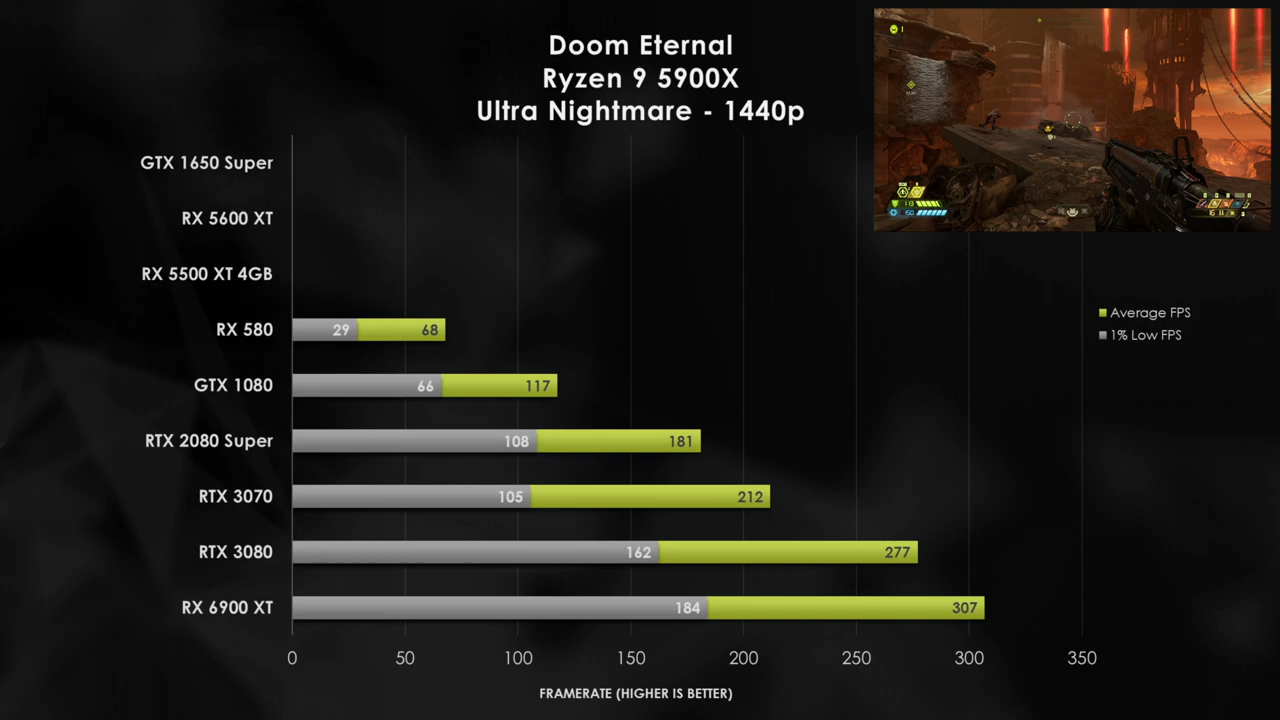 Doom Eternal
Ryzen 9 5900X
Ultra Nightmare - 1440p
GTX 1650 Super
RX 5600 XT
RX 5500 XT 4GB
RX 580 29 68
GTX 1080 66 117
RTX 2080 Super 108 181
RTX 3070 105 212
RTX 3080 162 277
RX 6900 XT 184 307
0 50 100 150 200 250 300 350
FRAMERATE (HIGHER IS BETTER)
Average FPS
1% Low FPS